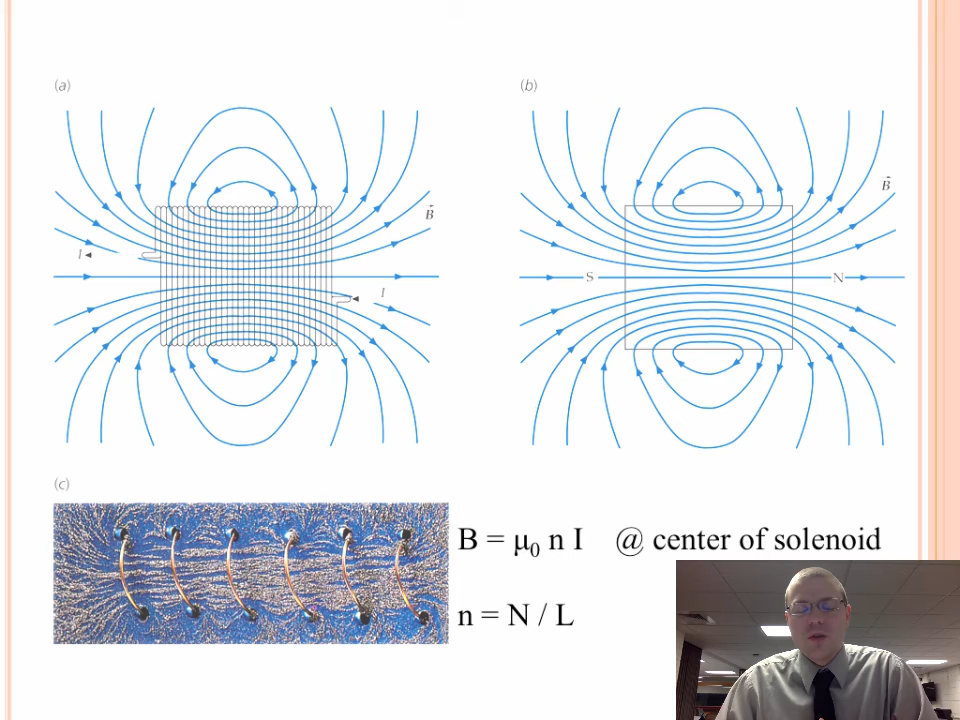 (a)
(b)
B⃗
B⃗
I
I
S
N
(c)
B = μ₀ n I @ center of solenoid
n = N / L